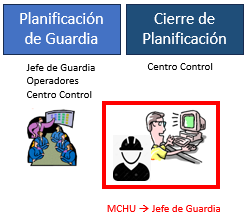 Planificación
de Guardia
Jefe de Guardia
Operadores
Centro Control
Cierre de
Planificación
Centro Control
MCHU → Jefe de Guardia